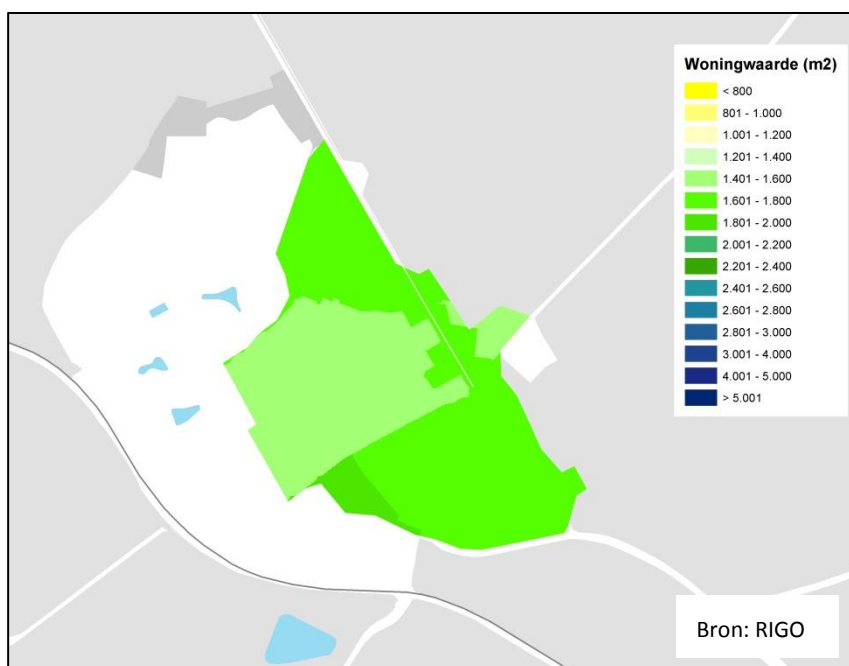 Woningwaarde (m2)
< 800
801 - 1.000
1.001 - 1.200
1.201 - 1.400
1.401 - 1.600
1.601 - 1.800
1.801 - 2.000
2.001 - 2.200
2.201 - 2.400
2.401 - 2.600
2.601 - 2.800
2.801 - 3.000
3.001 - 4.000
4.001 - 5.000
> 5.001
Bron: RIGO